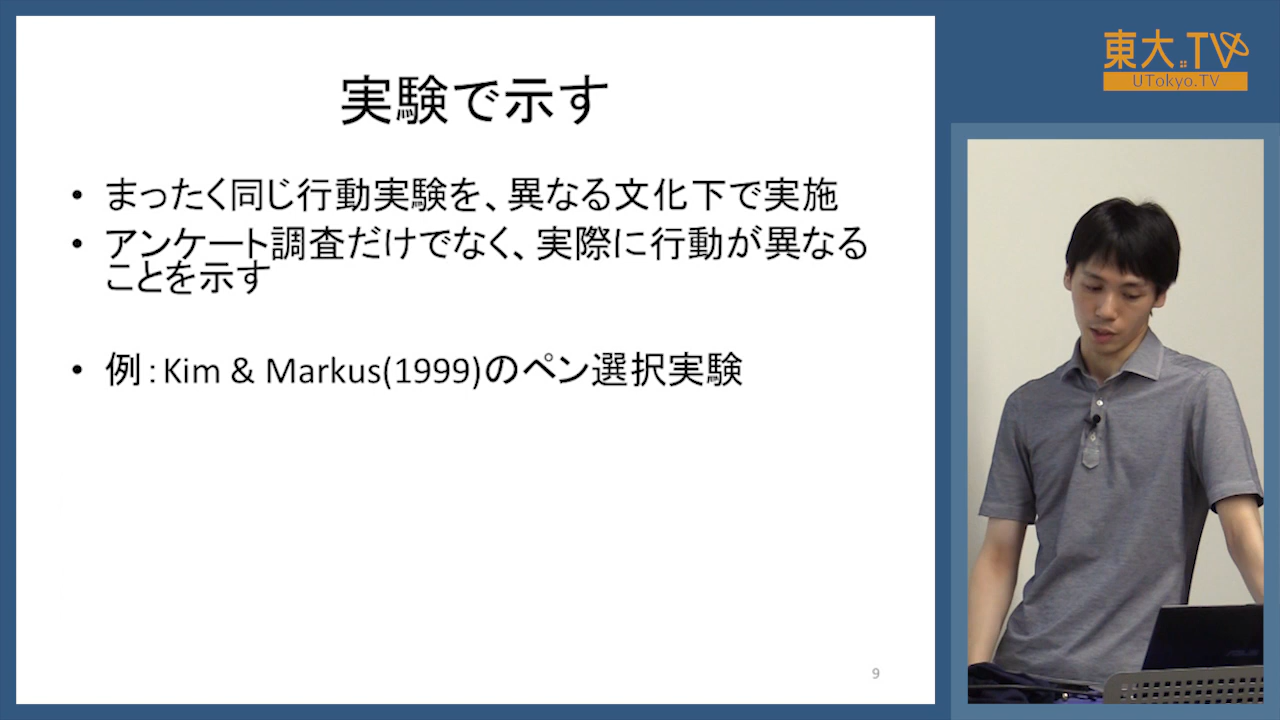 実験で示す
• まったく同じ行動実験を、異なる文化下で実施
• アンケート調査だけでなく、実際に行動が異なる
ことを示す
• 例：Kim & Markus(1999)のペン選択実験
9
東大.TV
UTokyo.TV